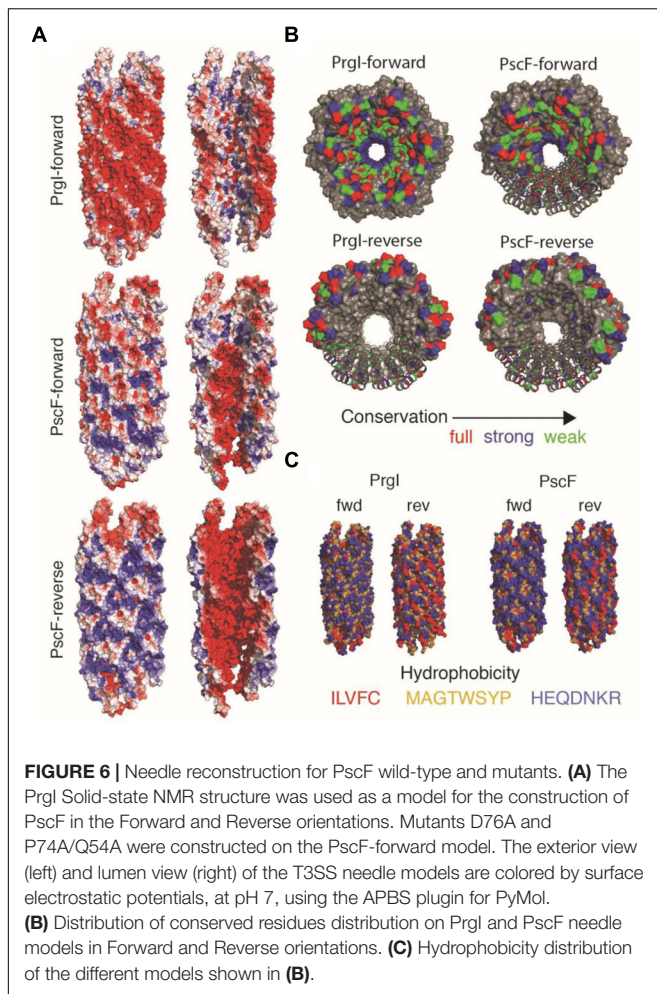 A
B
PrgI-forward
PscF-forward
PrgI-forward
PrgI-reverse
PscF-reverse
PscF-forward
Conservation
full strong weak
C
PrgI
PscF
fwd
rev
fwd
rev
PscF-reverse
Hydrophobicity
ILVFC
MAGTWSYP
HEQDNKR
FIGURE 6 | Needle reconstruction for PscF wild-type and mutants. (A) The
PrgI Solid-state NMR structure was used as a model for the construction of
PscF in the Forward and Reverse orientations. Mutants D76A and
P74A/Q54A were constructed on the PscF-forward model. The exterior view
(left) and lumen view (right) of the T3SS needle models are colored by surface
electrostatic potentials, at pH 7, using the APBS plugin for PyMol.
(B) Distribution of conserved residues distribution on PrgI and PscF needle
models in Forward and Reverse orientations. (C) Hydrophobicity distribution
of the different models shown in (B).